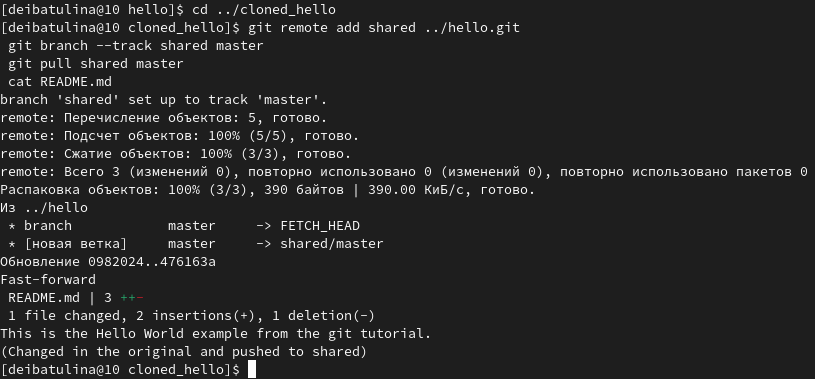 [deibatulina@10 hello]$ cd ../cloned_hello
[deibatulina@10 cloned_hello]$ git remote add shared ../hello.git
 git branch --track shared master
 git pull shared master
 cat README.md
branch 'shared' set up to track 'master'.
remote: Перечисление объектов: 5, готово.
remote: Подсчет объектов: 100% (5/5), готово.
remote: Сжатие объектов: 100% (3/3), готово.
remote: Всего 3 (изменений 0), повторно использовано 0 (изменений 0), повторно использовано пакетов 0
Распаковка объектов: 100% (3/3), 390 байтов | 390.00 КиБ/с, готово.
Из ../hello
 * branch            master     -> FETCH_HEAD
 * [новая ветка]     master     -> shared/master
Обновление 0982024..476163a
Fast-forward
 README.md | 3 ++-
 1 file changed, 2 insertions(+), 1 deletion(-)
This is the Hello World example from the git tutorial.
(Changed in the original and pushed to shared)
[deibatulina@10 cloned_hello]$